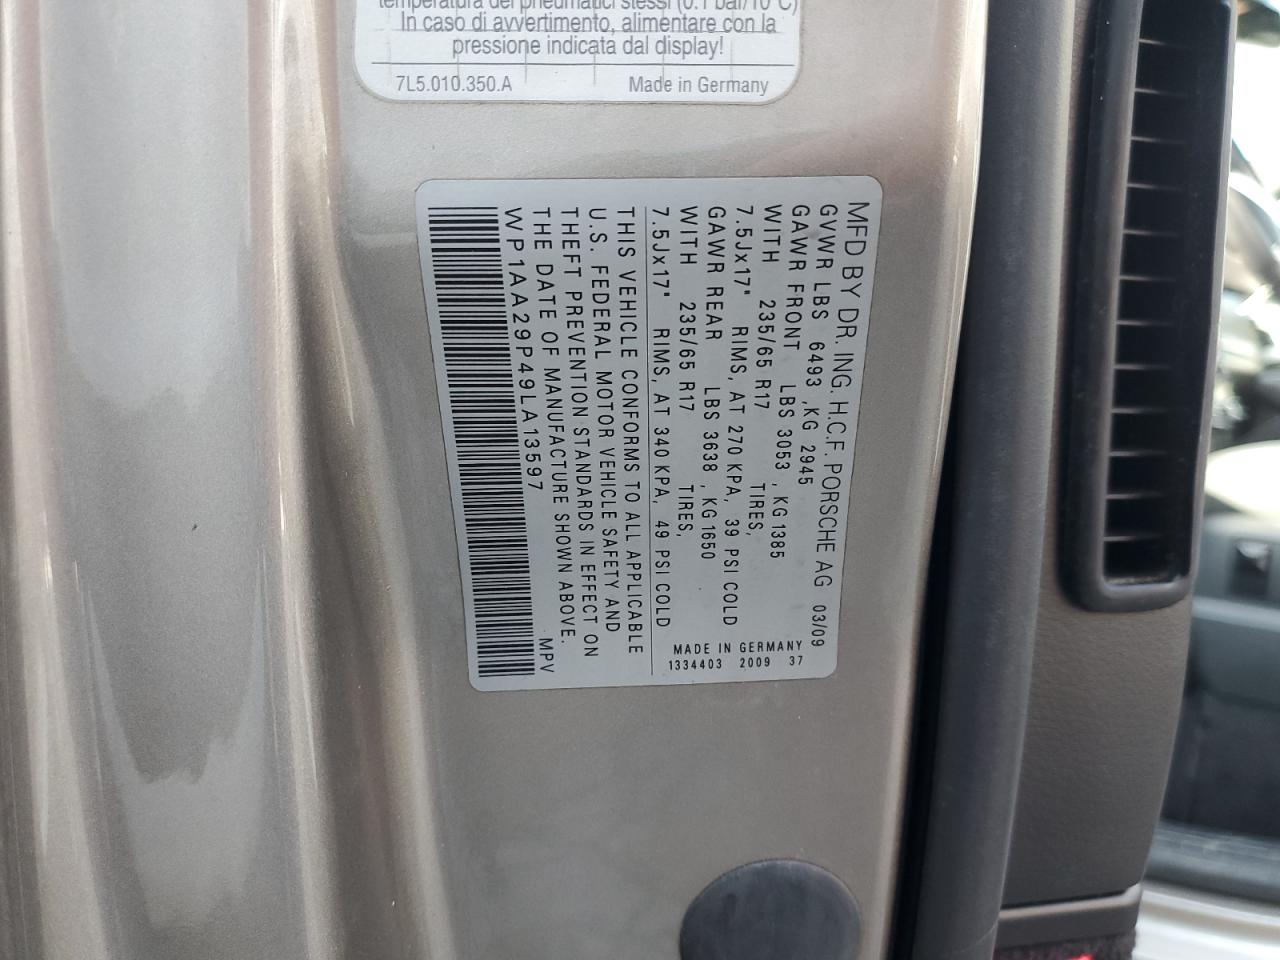 temperatura dei pneumatici stessi (0.1 bar/10°C)
In caso di avvertimento, alimentare con la
pressione indicata dal display!
7L5.010.350.A Made in Germany
MFD BY DR. ING. H.C.F. PORSCHE AG 03/09
GVWR LBS 6493 ,KG 2945
GAWR FRONT LBS 3053 , KG 1385
WITH 235/65 R17 TIRES,
7.5Jx17" RIMS, AT 270 KPA, 39 PSI COLD
GAWR REAR LBS 3638 , KG 1650
WITH 235/65 R17 TIRES,
7.5Jx17" RIMS, AT 340 KPA, 49 PSI COLD
MADE IN GERMANY
1334403 2009 37
THIS VEHICLE CONFORMS TO ALL APPLICABLE
U.S. FEDERAL MOTOR VEHICLE SAFETY AND
THEFT PREVENTION STANDARDS IN EFFECT ON
THE DATE OF MANUFACTURE SHOWN ABOVE.
WP1AA29P49LA13597 MPV